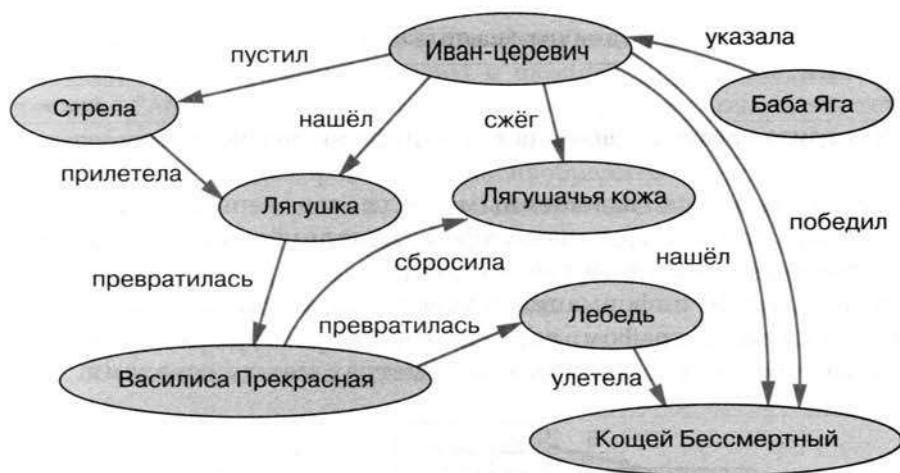 Иван-церевич
указала
пустил
Стрела
Баба Яга
нашёл
сжёг
прилетела
Лягушка
Лягушачья кожа
победил
превратилась
сбросила
нашёл
превратилась
Лебедь
Василиса Прекрасная
улетела
Кощей Бессмертный